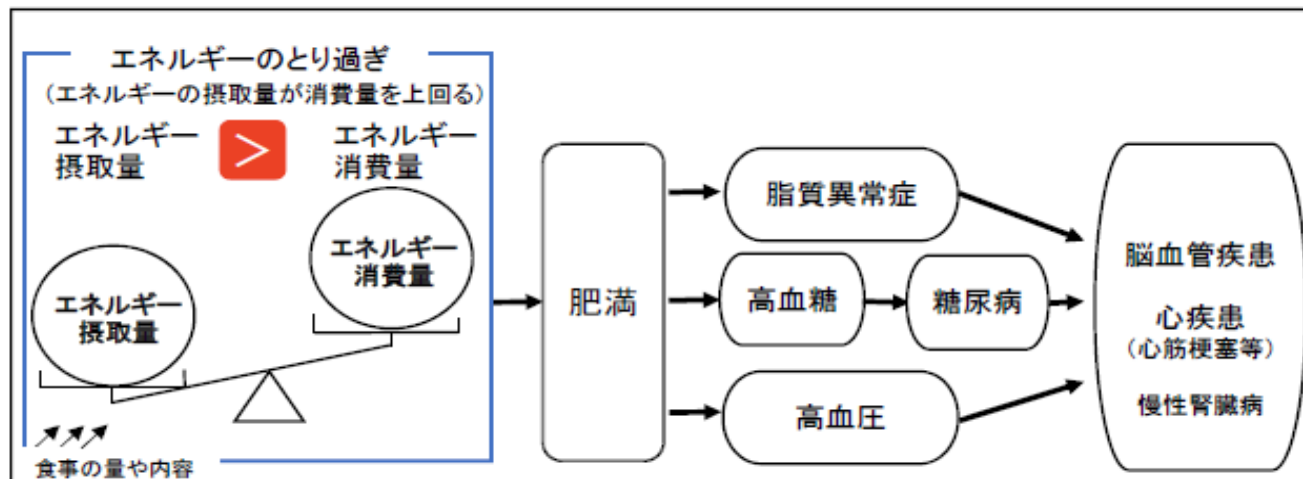 エネルギーのとり過ぎ
（エネルギーの摂取量が消費量を上回る）
エネルギー
摂取量
＞
エネルギー
消費量
エネルギー
摂取量
エネルギー
消費量
食事の量や内容
肥満
脂質異常症
高血糖
糖尿病
高血圧
脳血管疾患
心疾患
（心筋梗塞等）
慢性腎臓病